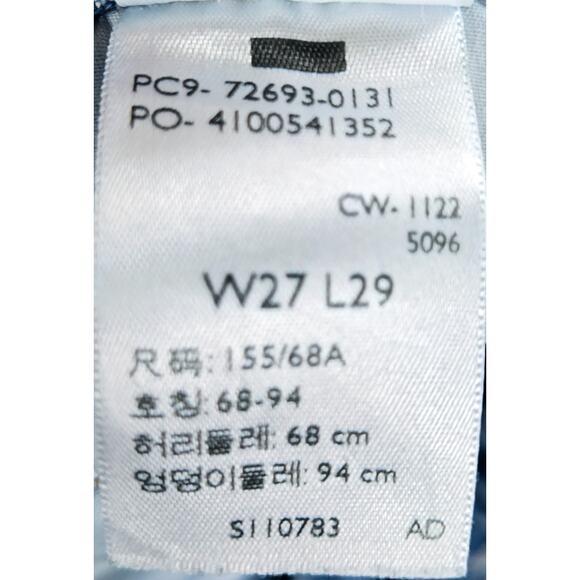 PC9- 72693-0131
PO- 4100541352
CW- 1122
5096
W27 L29
尺码: 155/68A
호칭: 68-94
허리둘레: 68 cm
엉덩이둘레: 94 cm
S110783 AD